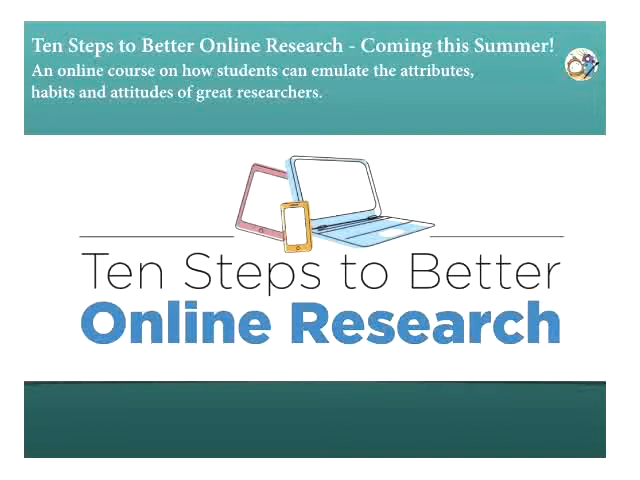 Ten Steps to Better Online Research - Coming this Summer!
An online course on how students can emulate the attributes,
habits and attitudes of great researchers.
Ten Steps to Better
Online Research